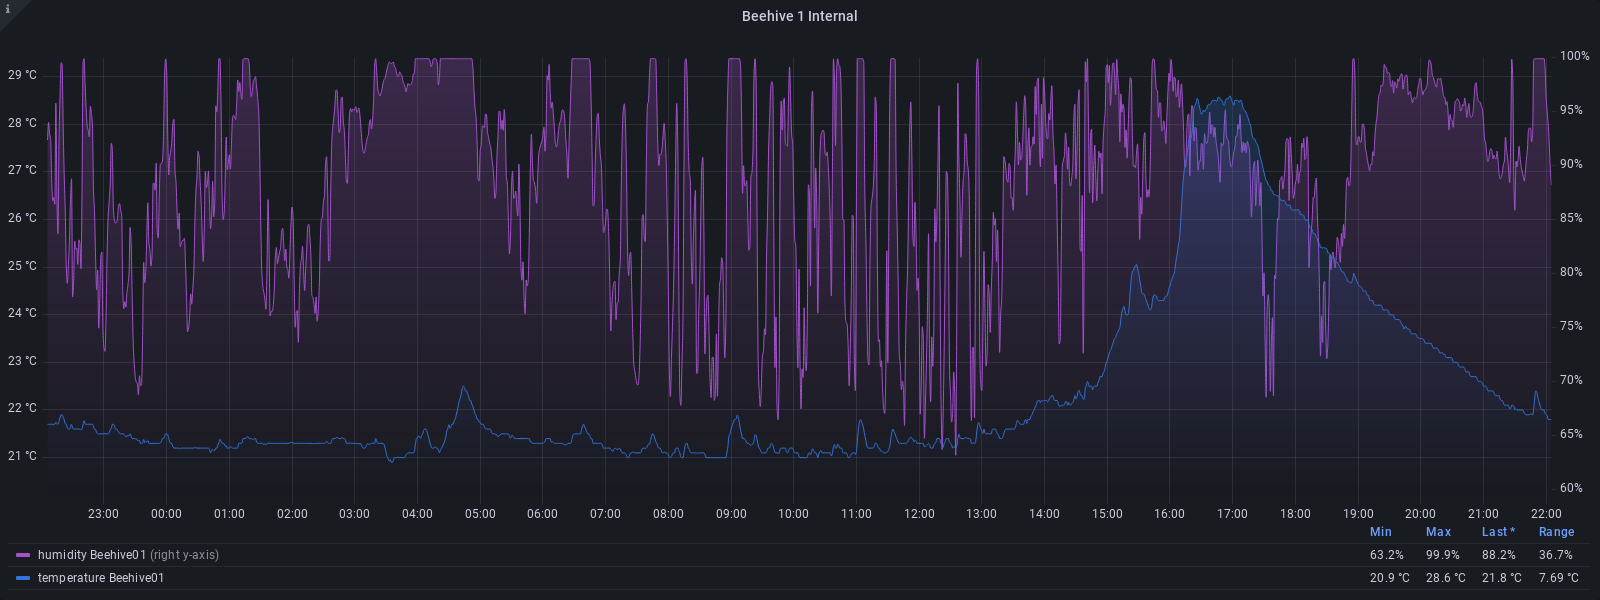 i
Beehive 1 Internal
29 °C
28 °C
27 °C
26 °C
25 °C
24 °C
23 °C
22 °C
21 °C
100%
95%
90%
85%
80%
75%
70%
65%
60%
23:00 00:00 01:00 02:00 03:00 04:00 05:00 06:00 07:00 08:00 09:00 10:00 11:00 12:00 13:00 14:00 15:00 16:00 17:00 18:00 19:00 20:00 21:00 22:00
Min Max Last * Range
humidity Beehive01 (right y-axis) 63.2% 99.9% 88.2% 36.7%
temperature Beehive01 20.9 °C 28.6 °C 21.8 °C 7.69 °C